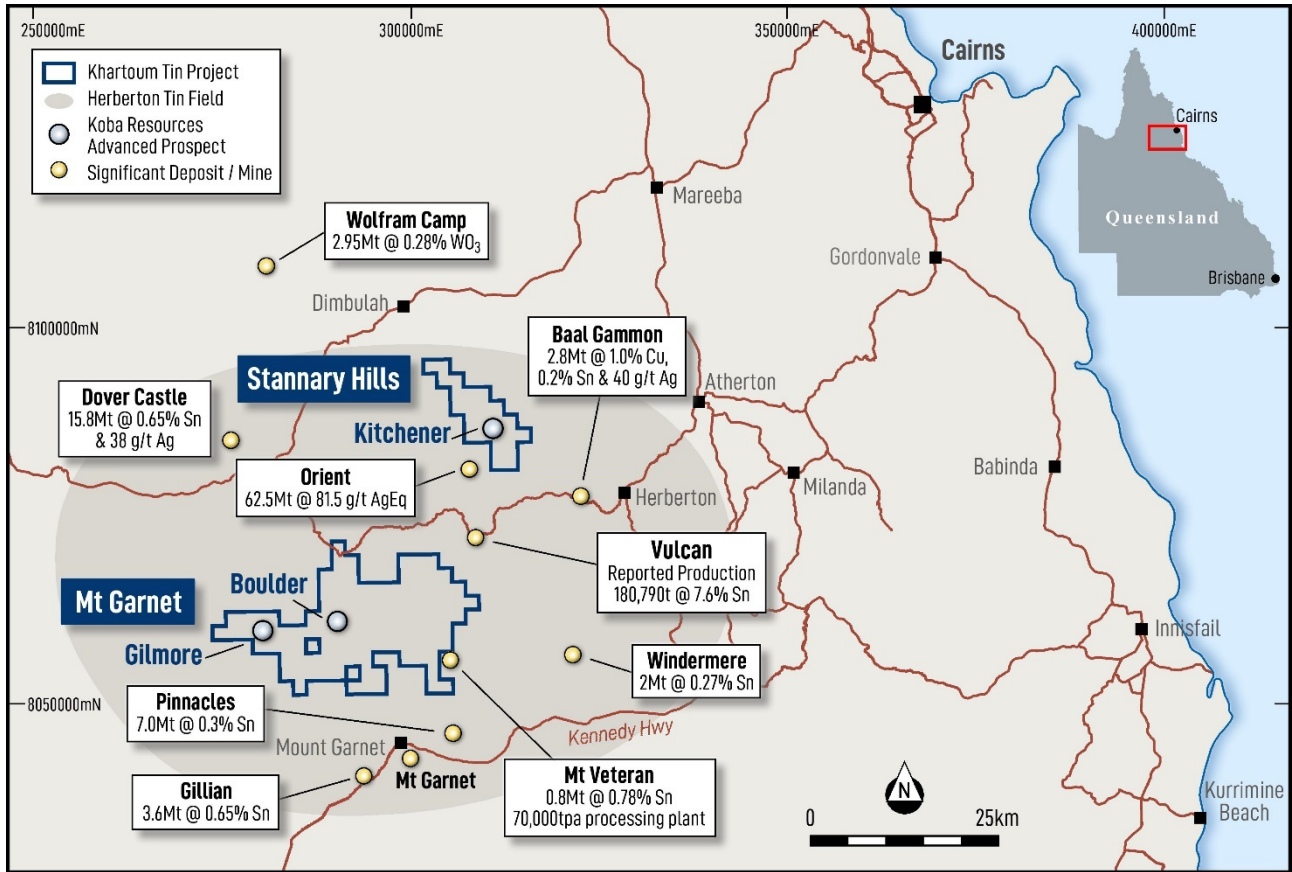 250000mE
300000mE
350000mE
400000mE
Khartoum Tin Project
Herberton Tin Field
Koba Resources
Advanced Prospect
Significant Deposit / Mine
Cairns
Cairns
Queensland
Brisbane
Mareeba
Wolfram Camp
2.95Mt @ 0.28% WO₃
Gordonvale
Dimbulah
8100000mN
Baal Gammon
2.8Mt @ 1.0% Cu,
0.2% Sn & 40 g/t Ag
Stannary Hills
Dover Castle
15.8Mt @ 0.65% Sn
& 38 g/t Ag
Atherton
Kitchener
Orient
62.5Mt @ 81.5 g/t AgEq
Babinda
Milanda
Herberton
Vulcan
Reported Production
180,790t @ 7.6% Sn
Boulder
Mt Garnet
Gilmore
Innisfail
Windermere
2Mt @ 0.27% Sn
Pinnacles
7.0Mt @ 0.3% Sn
8050000mN
Kennedy Hwy
Mount Garnet
Mt Garnet
Gillian
3.6Mt @ 0.65% Sn
Mt Veteran
0.8Mt @ 0.78% Sn
70,000tpa processing plant
N
0
25km
Kurrimine
Beach